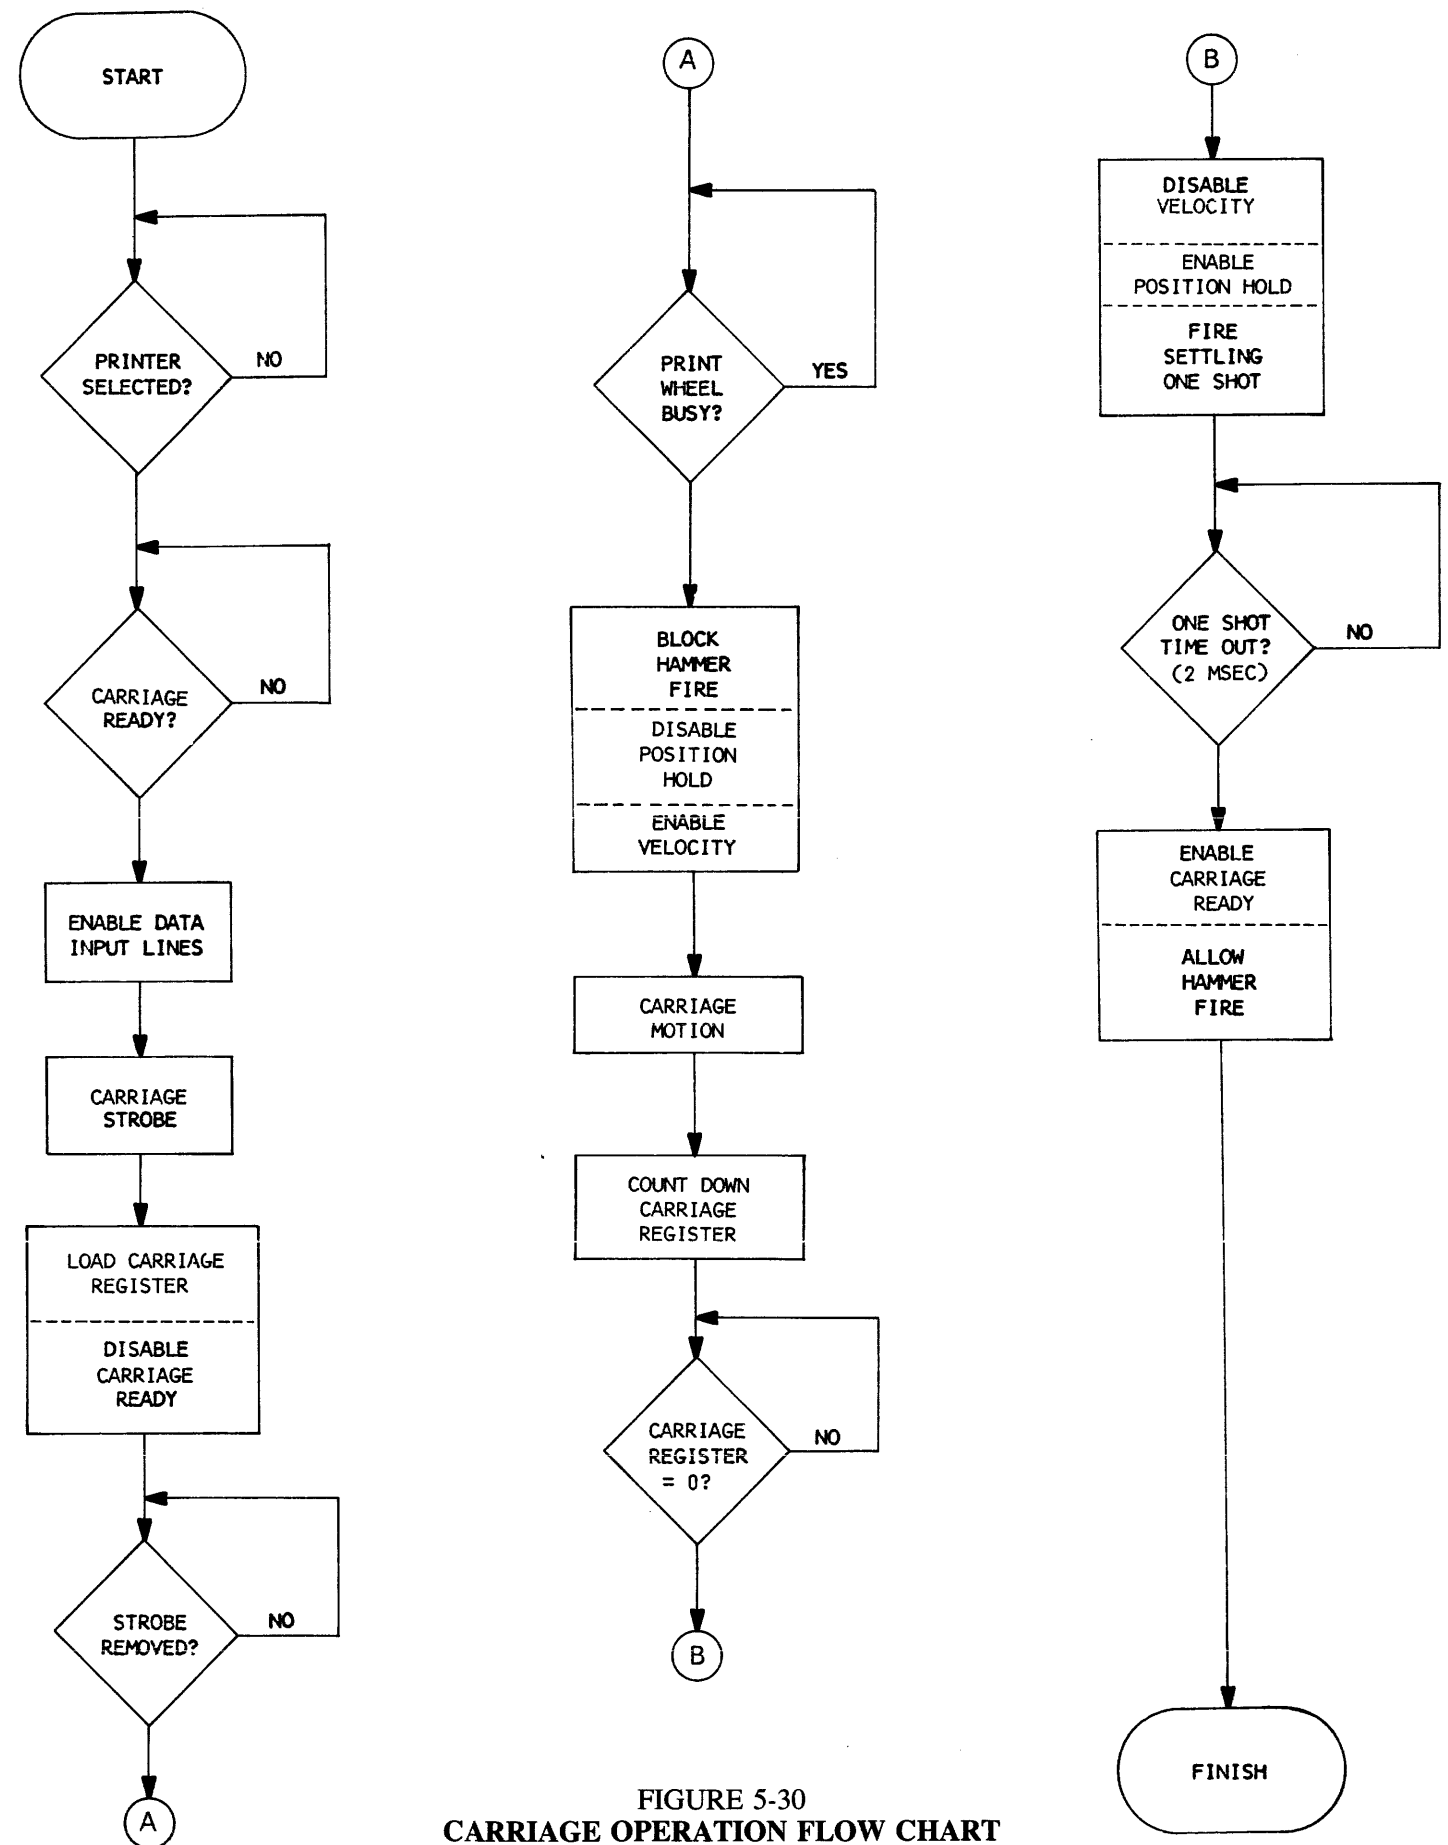 START
PRINTER
SELECTED?
NO
CARRIAGE
READY?
NO
ENABLE DATA
INPUT LINES
CARRIAGE
STROBE
LOAD CARRIAGE
REGISTER
DISABLE
CARRIAGE
READY
STROBE
REMOVED?
NO
A
A
PRINT
WHEEL
BUSY?
YES
BLOCK
HAMMER
FIRE
DISABLE
POSITION
HOLD
ENABLE
VELOCITY
CARRIAGE
MOTION
COUNT DOWN
CARRIAGE
REGISTER
CARRIAGE
REGISTER
= 0?
NO
B
B
DISABLE
VELOCITY
ENABLE
POSITION HOLD
FIRE
SETTLING
ONE SHOT
ONE SHOT
TIME OUT?
(2 MSEC)
NO
ENABLE
CARRIAGE
READY
ALLOW
HAMMER
FIRE
FINISH
FIGURE 5-30
CARRIAGE OPERATION FLOW CHART